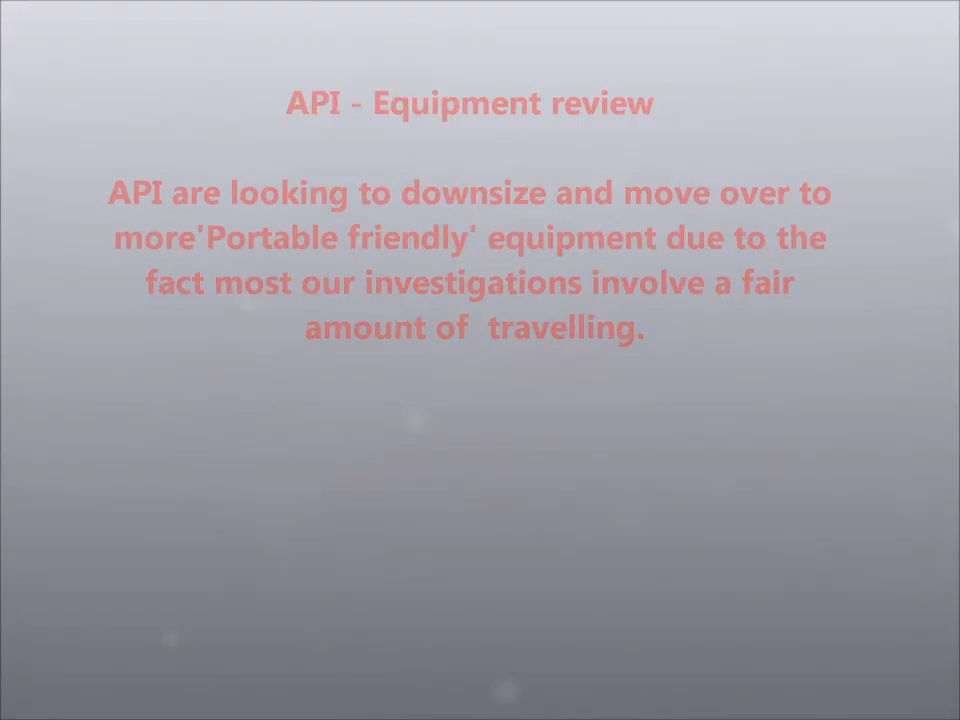 API - Equipment review
API are looking to downsize and move over to
more'Portable friendly' equipment due to the
fact most our investigations involve a fair
amount of  travelling.